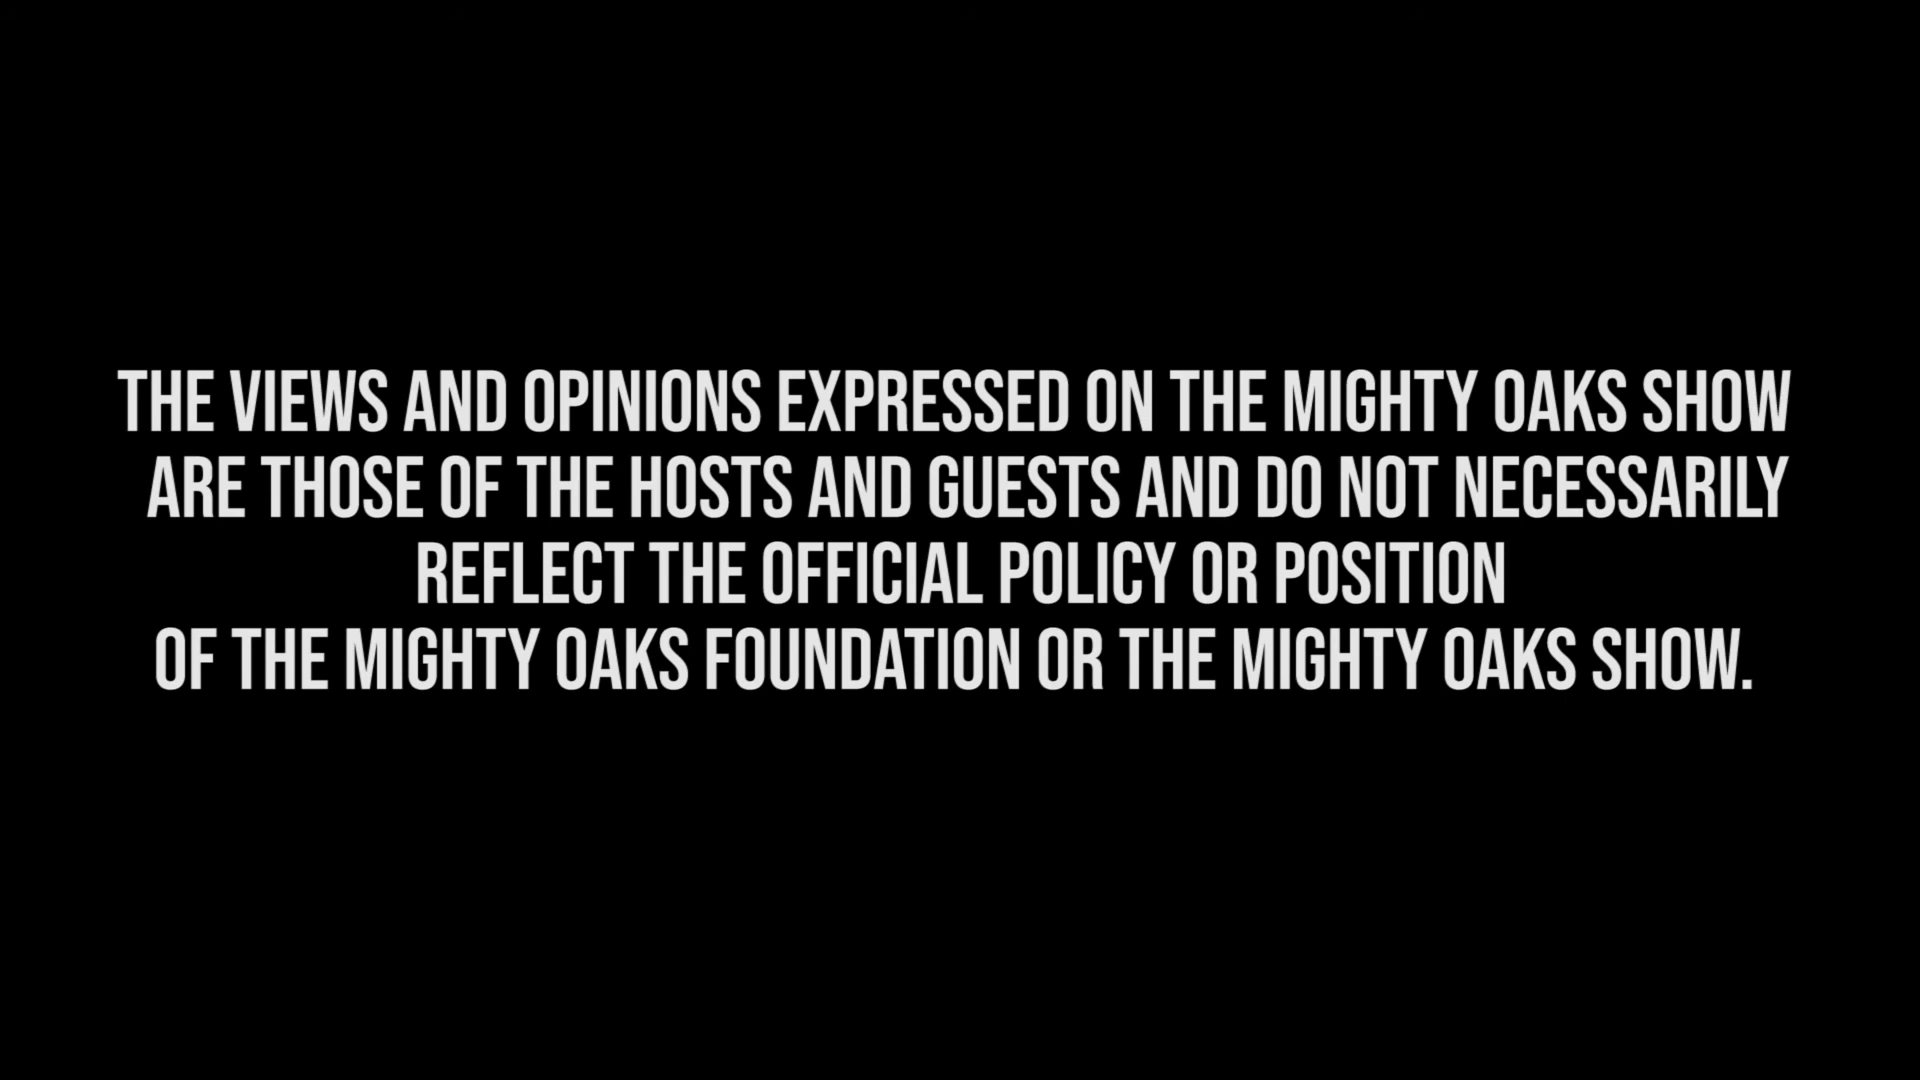 THE VIEWS AND OPINIONS EXPRESSED ON THE MIGHTY OAKS SHOW
ARE THOSE OF THE HOSTS AND GUESTS AND DO NOT NECESSARILY
REFLECT THE OFFICIAL POLICY OR POSITION
OF THE MIGHTY OAKS FOUNDATION OR THE MIGHTY OAKS SHOW.